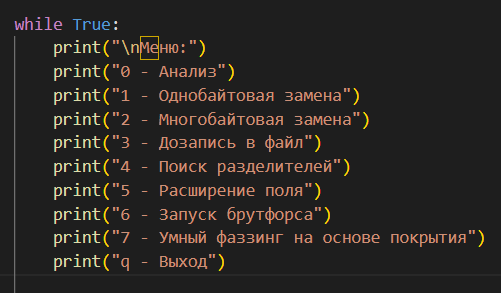 while True:
print("\nМеню:")
print("0 - Анализ")
print("1 - Однобайтовая замена")
print("2 - Многобайтовая замена")
print("3 - Дозапись в файл")
print("4 - Поиск разделителей")
print("5 - Расширение поля")
print("6 - Запуск брутфорса")
print("7 - Умный фаззинг на основе покрытия")
print("q - Выход")